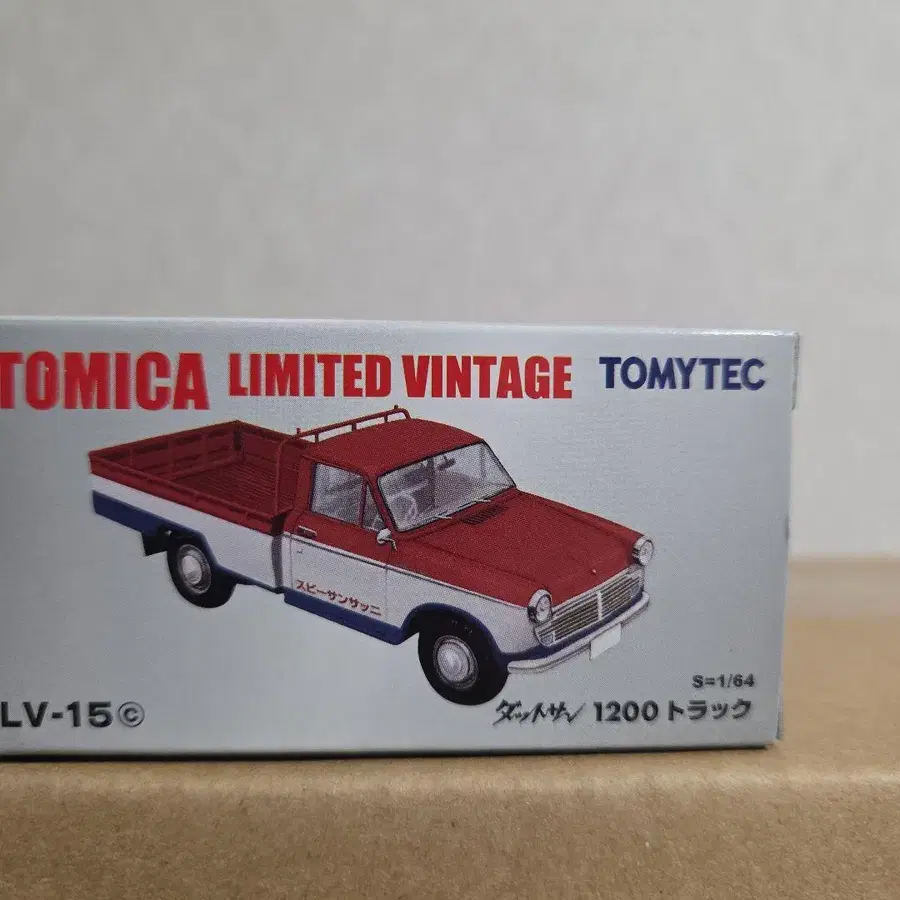 TOMICA LIMITED VINTAGE TOMYTEC
スピーサンサッニ
S=1/64
LV-15ⓒ ダットサン 1200 トラック